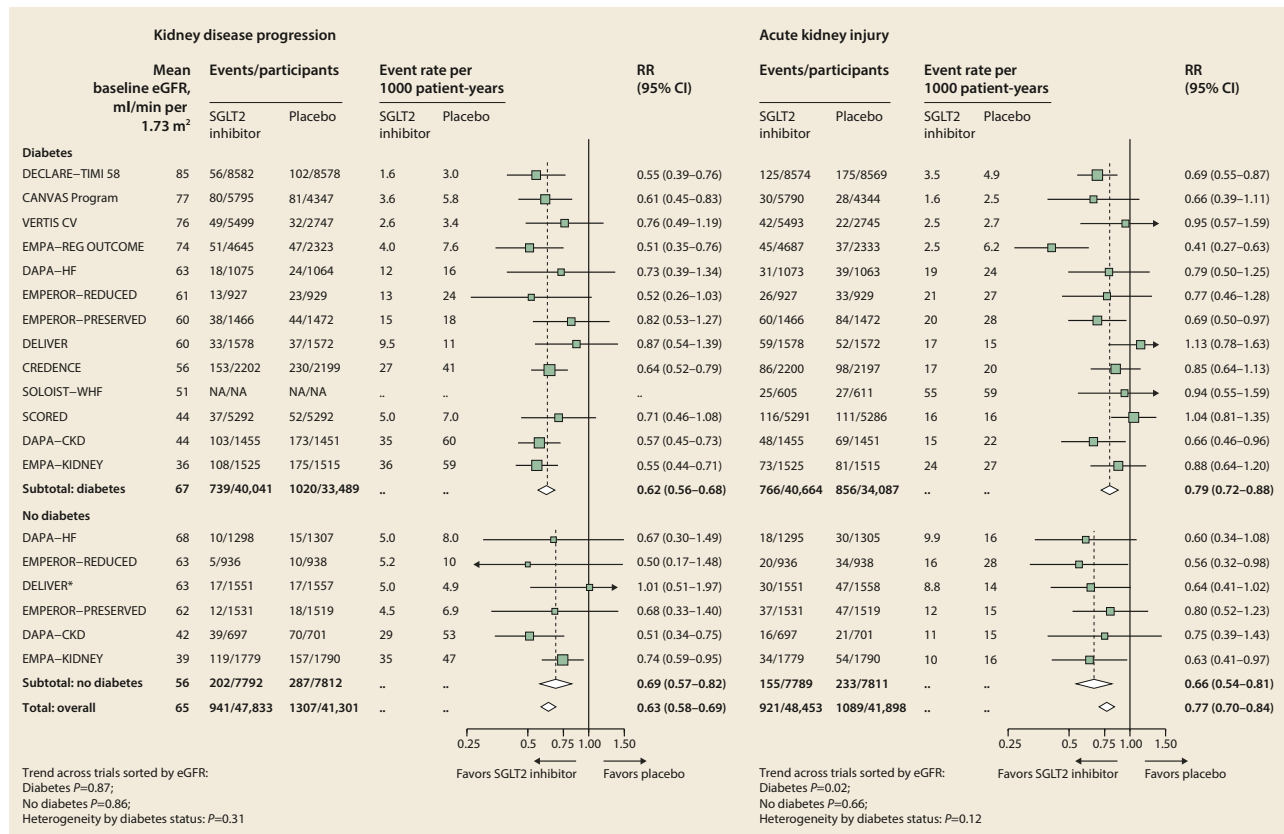 Kidney disease progression Acute kidney injury
Mean baseline eGFR, ml/min per 1.73 m² Events/participants Event rate per 1000 patient-years RR (95% CI) Events/participants Event rate per 1000 patient-years RR (95% CI)
SGLT2 inhibitor Placebo SGLT2 inhibitor Placebo SGLT2 inhibitor Placebo SGLT2 inhibitor Placebo
Diabetes
DECLARE–TIMI 58 85 56/8582 102/8578 1.6 3.0 0.55 (0.39–0.76) 125/8574 175/8569 3.5 4.9 0.69 (0.55–0.87)
CANVAS Program 77 80/5795 81/4347 3.6 5.8 0.61 (0.45–0.83) 30/5790 28/4344 1.6 2.5 0.66 (0.39–1.11)
VERTIS CV 76 49/5499 32/2747 2.6 3.4 0.76 (0.49–1.19) 42/5493 22/2745 2.5 2.7 0.95 (0.57–1.59)
EMPA-REG OUTCOME 74 51/4645 47/2323 4.0 7.6 0.51 (0.35–0.76) 45/4687 37/2333 2.5 6.2 0.41 (0.27–0.63)
DAPA–HF 63 18/1075 24/1064 12 16 0.73 (0.39–1.34) 31/1073 39/1063 19 24 0.79 (0.50–1.25)
EMPEROR–REDUCED 61 13/927 23/929 13 24 0.52 (0.26–1.03) 26/927 33/929 21 27 0.77 (0.46–1.28)
EMPEROR–PRESERVED 60 38/1466 44/1472 15 18 0.82 (0.53–1.27) 60/1466 84/1472 20 28 0.69 (0.50–0.97)
DELIVER 60 33/1578 37/1572 9.5 11 0.87 (0.54–1.39) 59/1578 52/1572 17 15 1.13 (0.78–1.63)
CREDENCE 56 153/2202 230/2199 27 41 0.64 (0.52–0.79) 86/2200 98/2197 17 20 0.85 (0.64–1.13)
SOLOIST–WHF 51 NA/NA NA/NA .. .. .. 25/605 27/611 55 59 0.94 (0.55–1.59)
SCORED 44 37/5292 52/5292 5.0 7.0 0.71 (0.46–1.08) 116/5291 111/5286 16 16 1.04 (0.81–1.35)
DAPA–CKD 44 103/1455 173/1451 35 60 0.57 (0.45–0.73) 48/1455 69/1451 15 22 0.66 (0.46–0.96)
EMPA–KIDNEY 36 108/1525 175/1515 36 59 0.55 (0.44–0.71) 73/1525 81/1515 24 27 0.88 (0.64–1.20)
Subtotal: diabetes 67 739/40,041 1020/33,489 .. .. 0.62 (0.56–0.68) 766/40,664 856/34,087 .. .. 0.79 (0.72–0.88)
No diabetes
DAPA–HF 68 10/1298 15/1307 5.0 8.0 0.67 (0.30–1.49) 18/1295 30/1305 9.9 16 0.60 (0.34–1.08)
EMPEROR–REDUCED 63 5/936 10/938 5.2 10 0.50 (0.17–1.48) 20/936 34/938 16 28 0.56 (0.32–0.98)
DELIVER* 63 17/1551 17/1557 5.0 4.9 1.01 (0.51–1.97) 30/1551 47/1558 8.8 14 0.64 (0.41–1.02)
EMPEROR–PRESERVED 62 12/1531 18/1519 4.5 6.9 0.68 (0.33–1.40) 37/1531 47/1519 12 15 0.80 (0.52–1.23)
DAPA–CKD 42 39/697 70/701 29 53 0.51 (0.34–0.75) 16/697 21/701 11 15 0.75 (0.39–1.43)
EMPA–KIDNEY 39 119/1779 157/1790 35 47 0.74 (0.59–0.95) 34/1779 54/1790 10 16 0.63 (0.41–0.97)
Subtotal: no diabetes 56 202/7792 287/7812 .. .. 0.69 (0.57–0.82) 155/7789 233/7811 .. .. 0.66 (0.54–0.81)
Total: overall 65 941/47,833 1307/41,301 .. .. 0.63 (0.58–0.69) 921/48,453 1089/41,898 .. .. 0.77 (0.70–0.84)
0.25 0.5 0.75 1.00 1.50 0.25 0.5 0.75 1.00 1.50
Favors SGLT2 inhibitor Favors placebo Favors SGLT2 inhibitor Favors placebo
Trend across trials sorted by eGFR: Trend across trials sorted by eGFR:
Diabetes P=0.87; Diabetes P=0.02;
No diabetes P=0.86; No diabetes P=0.66;
Heterogeneity by diabetes status: P=0.31 Heterogeneity by diabetes status: P=0.12